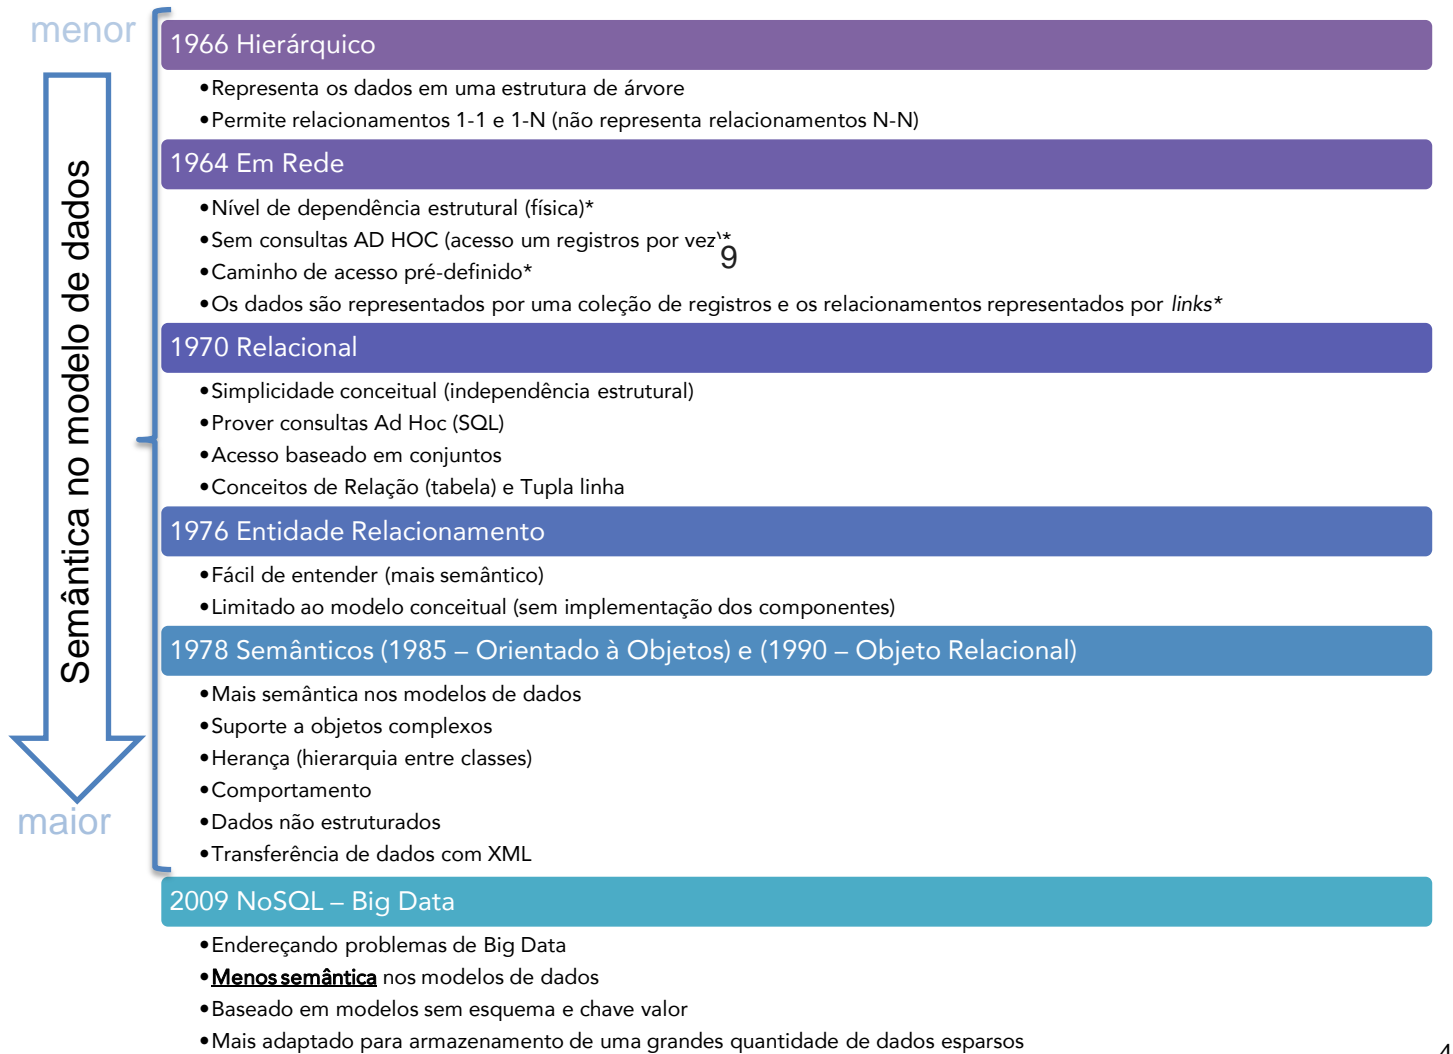 menor
Semântica no modelo de dados
maior
1966 Hierárquico
•Representa os dados em uma estrutura de árvore
•Permite relacionamentos 1-1 e 1-N (não representa relacionamentos N-N)
1964 Em Rede
•Nível de dependência estrutural (física)*
•Sem consultas AD HOC (acesso um registros por vez)*
9
•Caminho de acesso pré-definido*
•Os dados são representados por uma coleção de registros e os relacionamentos representados por links*
1970 Relacional
•Simplicidade conceitual (independência estrutural)
•Prover consultas Ad Hoc (SQL)
•Acesso baseado em conjuntos
•Conceitos de Relação (tabela) e Tupla linha
1976 Entidade Relacionamento
•Fácil de entender (mais semântico)
•Limitado ao modelo conceitual (sem implementação dos componentes)
1978 Semânticos (1985 – Orientado à Objetos) e (1990 – Objeto Relacional)
•Mais semântica nos modelos de dados
•Suporte a objetos complexos
•Herança (hierarquia entre classes)
•Comportamento
•Dados não estruturados
•Transferência de dados com XML
2009 NoSQL – Big Data
•Endereçando problemas de Big Data
•Menos semântica nos modelos de dados
•Baseado em modelos sem esquema e chave valor
•Mais adaptado para armazenamento de uma grandes quantidade de dados esparsos
4